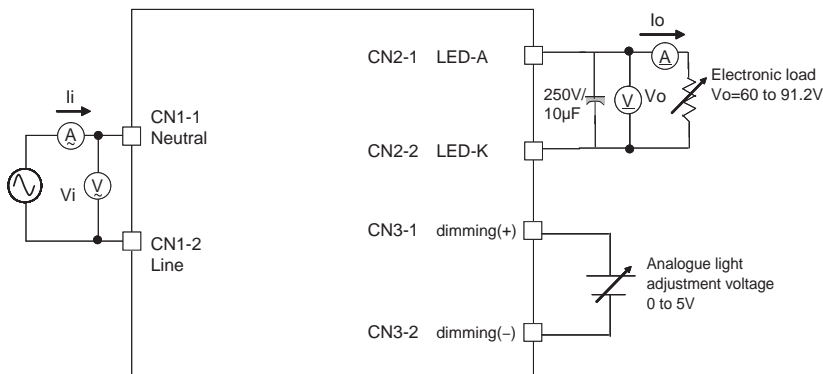 Io
CN2-1 LED-A
A
Electronic load
Vo=60 to 91.2V
250V/
10µF
V
Vo
Ii
CN1-1
Neutral
A
~
CN2-2 LED-K
Vi
V
~
CN1-2
Line
CN3-1 dimming(+)
Analogue light
adjustment voltage
0 to 5V
CN3-2 dimming(−)